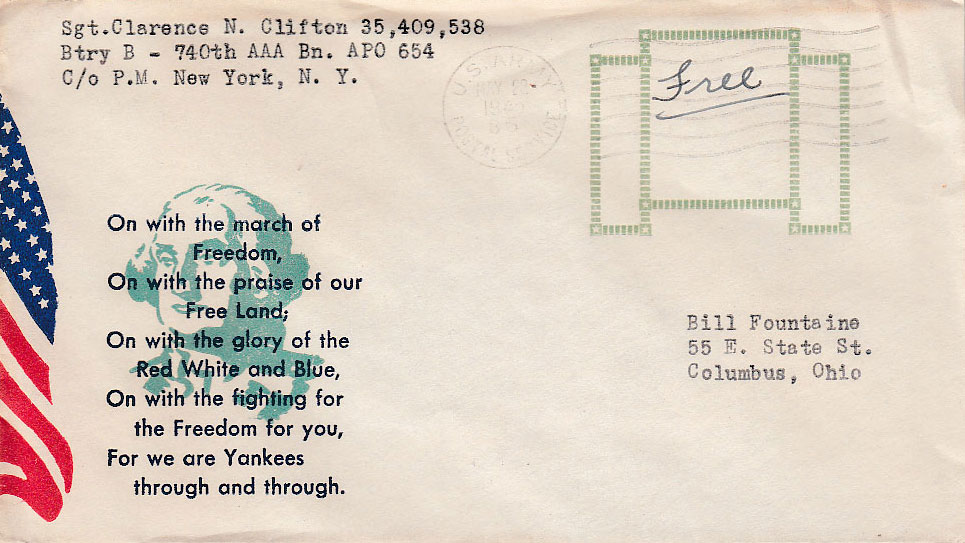 Sgt.Clarence N. Clifton 35,409,538
Btry B - 740th AAA Bn. APO 654
C/o P.M. New York, N. Y.
U.S. ARMY
POSTAL SERVICE
Free
On with the march of
Freedom,
On with the praise of our
Free Land;
On with the glory of the
Red White and Blue,
On with the fighting for
the Freedom for you,
For we are Yankees
through and through.
Bill Fountaine
55 E. State St.
Columbus, Ohio